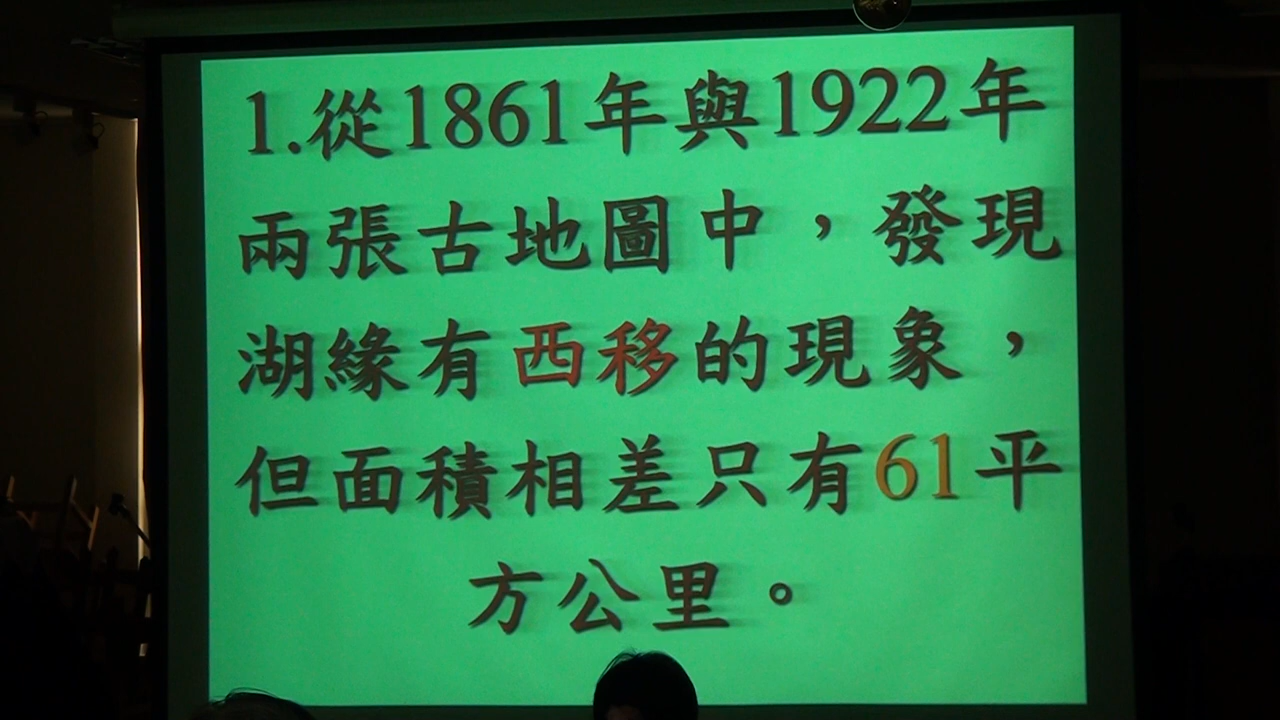 1.從1861年與1922年
兩張古地圖中，發現
湖緣有西移的現象，
但面積相差只有61平
方公里。